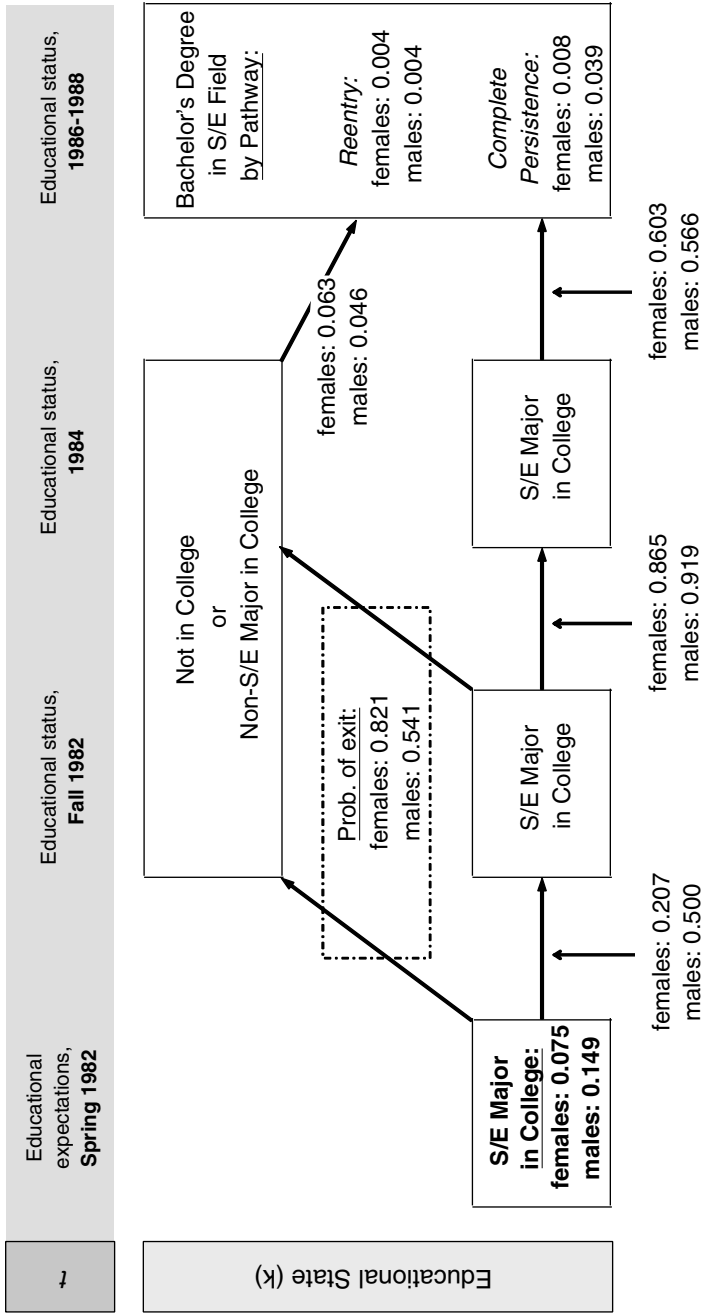 t
Educational
expectations,
Spring 1982
Educational status,
Fall 1982
Educational status,
1984
Educational status,
1986-1988
Educational State (k)
Not in College
or
Non-S/E Major in College
Bachelor's Degree
in S/E Field
by Pathway:
Reentry:
females: 0.004
males: 0.004
Complete
Persistence:
females: 0.008
males: 0.039
females: 0.063
males: 0.046
Prob. of exit:
females: 0.821
males: 0.541
S/E Major
in College:
females: 0.075
males: 0.149
S/E Major
in College
S/E Major
in College
females: 0.207
males: 0.500
females: 0.865
males: 0.919
females: 0.603
males: 0.566